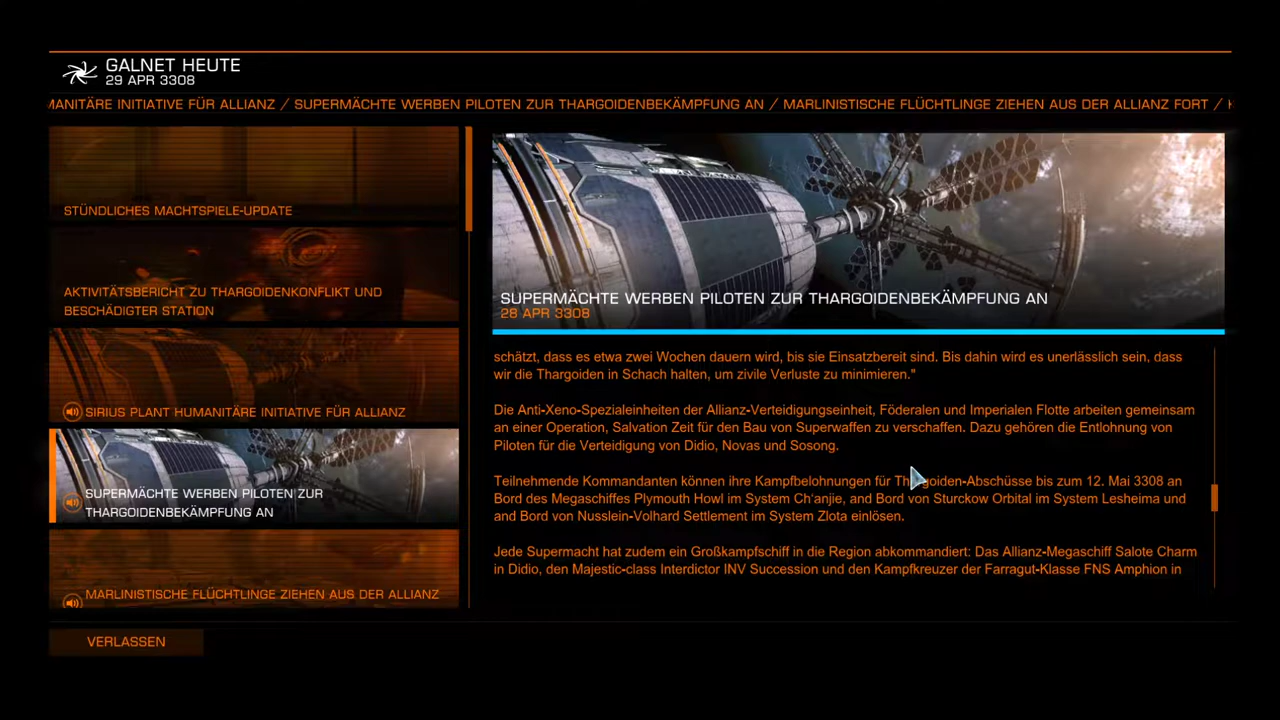 GALNET HEUTE
29 APR 3308
MANITÄRE INITIATIVE FÜR ALLIANZ / SUPERMÄCHTE WERBEN PILOTEN ZUR THARGOIDENBEKÄMPFUNG AN / MARLINISTISCHE FLÜCHTLINGE ZIEHEN AUS DER ALLIANZ FORT /
STÜNDLICHES MACHTSPIELE-UPDATE
AKTIVITÄTSBERICHT ZU THARGOIDENKONFLIKT UND
BESCHÄDIGTER STATION
SIRIUS PLANT HUMANITÄRE INITIATIVE FÜR ALLIANZ
SUPERMÄCHTE WERBEN PILOTEN ZUR
THARGOIDENBEKÄMPFUNG AN
MARLINISTISCHE FLÜCHTLINGE ZIEHEN AUS DER ALLIANZ
SUPERMÄCHTE WERBEN PILOTEN ZUR THARGOIDENBEKÄMPFUNG AN
28 APR 3308
schätzt, dass es etwa zwei Wochen dauern wird, bis sie Einsatzbereit sind. Bis dahin wird es unerlässlich sein, dass
wir die Thargoiden in Schach halten, um zivile Verluste zu minimieren."
Die Anti-Xeno-Spezialeinheiten der Allianz-Verteidigungseinheit, Föderalen und Imperialen Flotte arbeiten gemeinsam
an einer Operation, Salvation Zeit für den Bau von Superwaffen zu verschaffen. Dazu gehören die Entlohnung von
Piloten für die Verteidigung von Didio, Novas und Sosong.
Teilnehmende Kommandanten können ihre Kampfbelohnungen für Thargoiden-Abschüsse bis zum 12. Mai 3308 an
Bord des Megaschiffes Plymouth Howl im System Ch'anjie, and Bord von Sturckow Orbital im System Lesheima und
and Bord von Nusslein-Volhard Settlement im System Zlota einlösen.
Jede Supermacht hat zudem ein Großkampfschiff in die Region abkommandiert: Das Allianz-Megaschiff Salote Charm
in Didio, den Majestic-class Interdictor INV Succession und den Kampfkreuzer der Farragut-Klasse FNS Amphion in
VERLASSEN